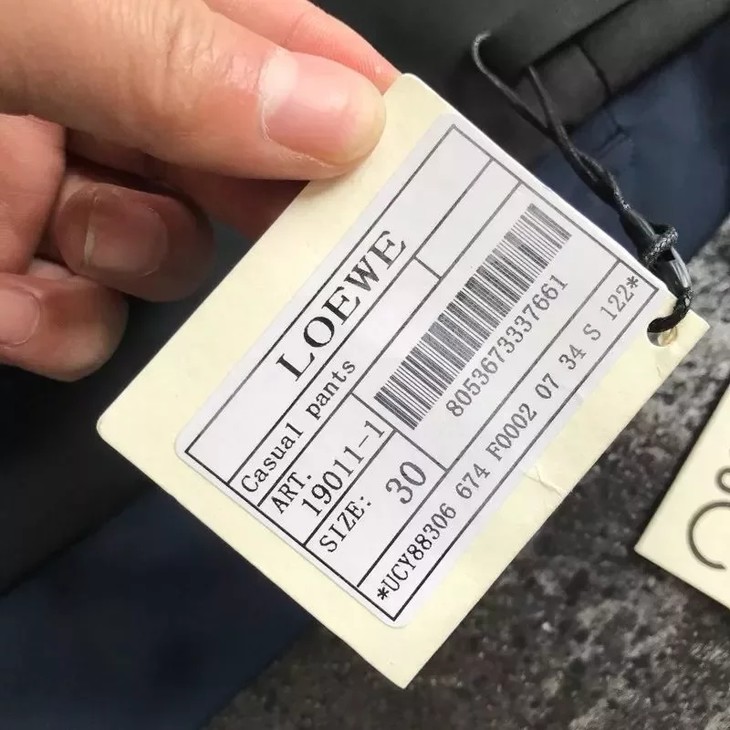 LOEWE
Casual pants
ART.
19011-1
SIZE: 30
8053673337661
*UCY88306 674 F0002 07 34 S 122*